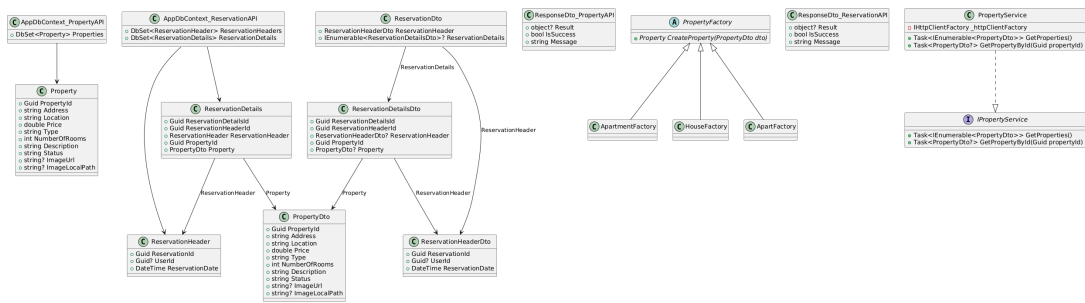 C AppDbContext_PropertyAPI
DbSet<Property> Properties
C Property
Guid PropertyId
string Address
string Location
double Price
string Type
int NumberOfRooms
string Description
string Status
string? ImageUrl
string? ImageLocalPath
C AppDbContext_ReservationAPI
DbSet<ReservationHeader> ReservationHeaders
DbSet<ReservationDetails> ReservationDetails
C ReservationDto
ReservationHeaderDto ReservationHeader
IEnumerable<ReservationDetailsDto>? ReservationDetails
ReservationDetails
ReservationHeader
C ReservationDetails
Guid ReservationDetailsId
Guid ReservationHeaderId
ReservationHeader ReservationHeader
Guid PropertyId
PropertyDto Property
C ReservationDetailsDto
Guid ReservationDetailsId
Guid ReservationHeaderId
ReservationHeaderDto? ReservationHeader
Guid PropertyId
PropertyDto? Property
ReservationHeader
Property
Property
ReservationHeader
C ReservationHeader
Guid ReservationId
Guid? UserId
DateTime ReservationDate
C PropertyDto
Guid PropertyId
string Address
string Location
double Price
string Type
int NumberOfRooms
string Description
string Status
string? ImageUrl
string? ImageLocalPath
C ReservationHeaderDto
Guid ReservationId
Guid? UserId
DateTime ReservationDate
C ResponseDto_PropertyAPI
object? Result
bool IsSuccess
string Message
A PropertyFactory
Property CreateProperty(PropertyDto dto)
C ApartmentFactory
C HouseFactory
C ApartFactory
C ResponseDto_ReservationAPI
object? Result
bool IsSuccess
string Message
C PropertyService
IHttpClientFactory _httpClientFactory
Task<IEnumerable<PropertyDto>> GetProperties()
Task<PropertyDto?> GetPropertyById(Guid propertyId)
I IPropertyService
Task<IEnumerable<PropertyDto>> GetProperties()
Task<PropertyDto?> GetPropertyById(Guid propertyId)